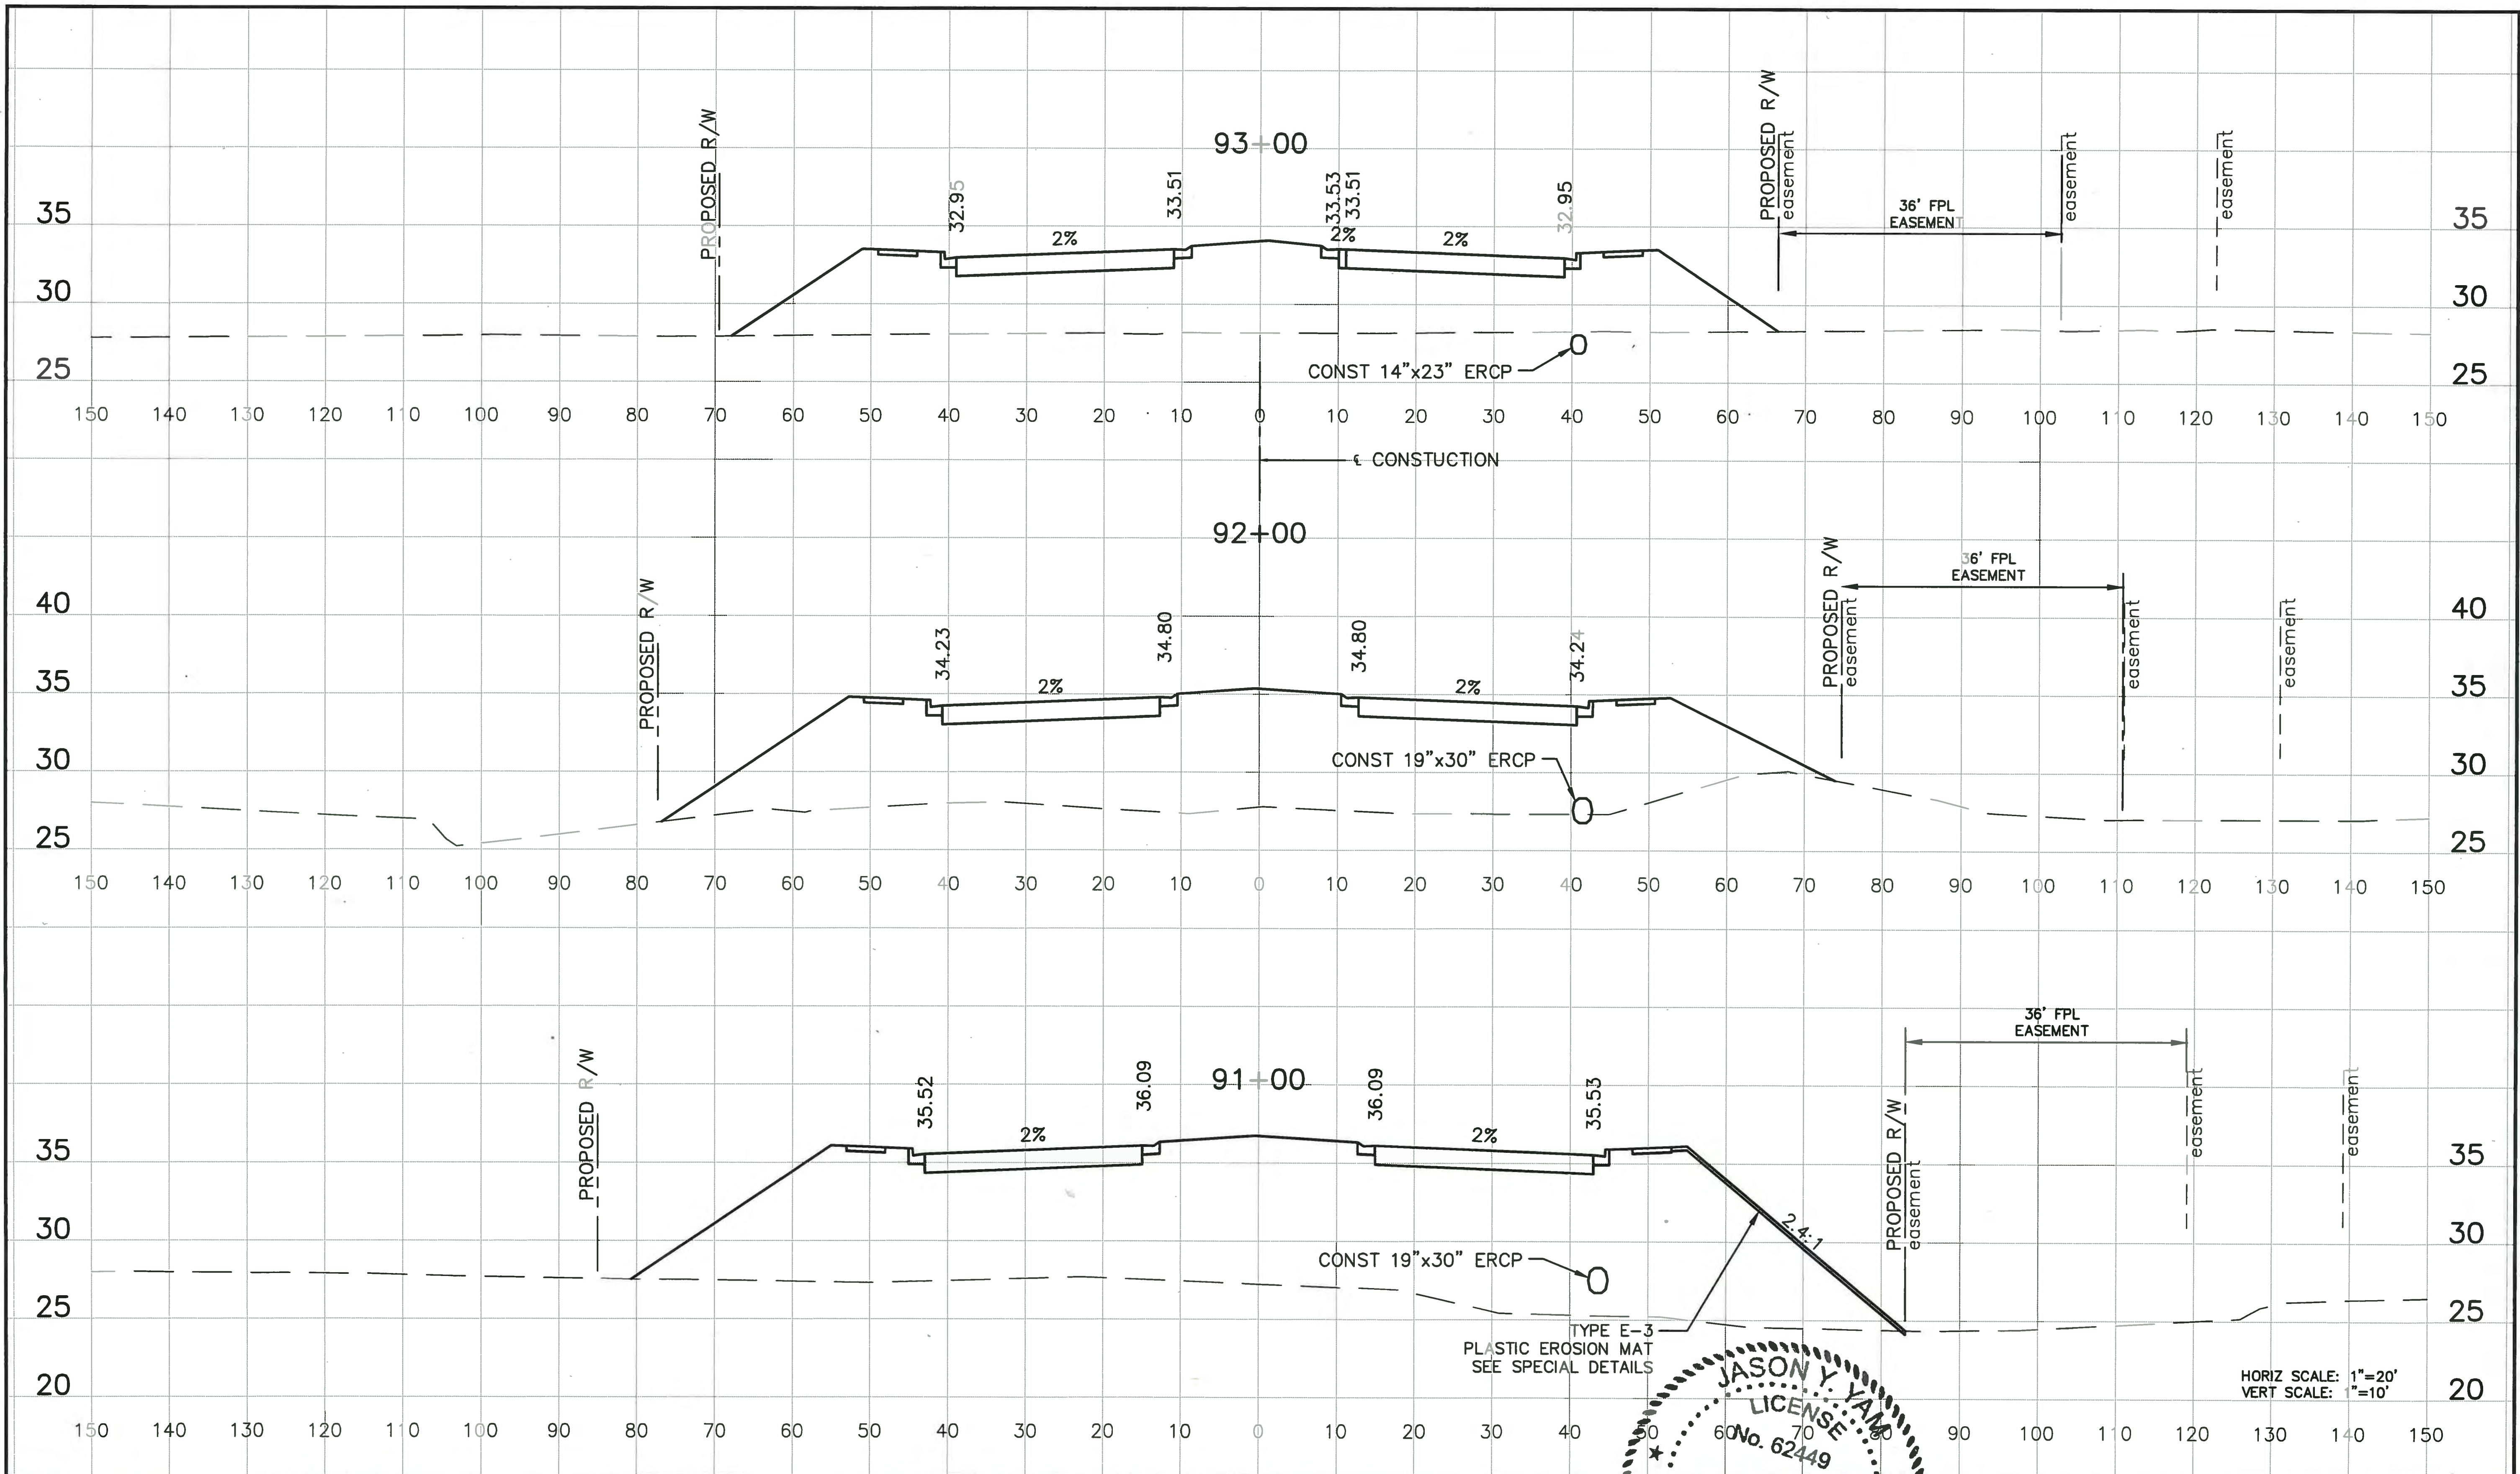 93+00
PROPOSED R/W
32.95
33.51
33.53
33.51
32.95
PROPOSED R/W
easement
easement
easement
36' FPL
EASEMENT
2%
2%
2%
35
30
25
35
30
25
CONST 14"x23" ERCP
150 140 130 120 110 100 90 80 70 60 50 40 30 20 10 0 10 20 30 40 50 60 70 80 90 100 110 120 130 140 150
℄ CONSTUCTION
92+00
PROPOSED R/W
34.23
34.80
34.80
34.24
PROPOSED R/W
easement
easement
easement
36' FPL
EASEMENT
2%
2%
40
35
30
25
40
35
30
25
CONST 19"x30" ERCP
150 140 130 120 110 100 90 80 70 60 50 40 30 20 10 0 10 20 30 40 50 60 70 80 90 100 110 120 130 140 150
91+00
PROPOSED R/W
35.52
36.09
36.09
35.53
PROPOSED R/W
easement
easement
easement
36' FPL
EASEMENT
2%
2%
2.4:1
35
30
25
20
35
30
25
20
CONST 19"x30" ERCP
TYPE E-3
PLASTIC EROSION MAT
SEE SPECIAL DETAILS
HORIZ SCALE: 1"=20'
VERT SCALE: 1"=10'
150 140 130 120 110 100 90 80 70 60 50 40 30 20 10 0 10 20 30 40 50 60 70 80 90 100 110 120 130 140 150
JASON Y. YAM
LICENSE
No. 62449